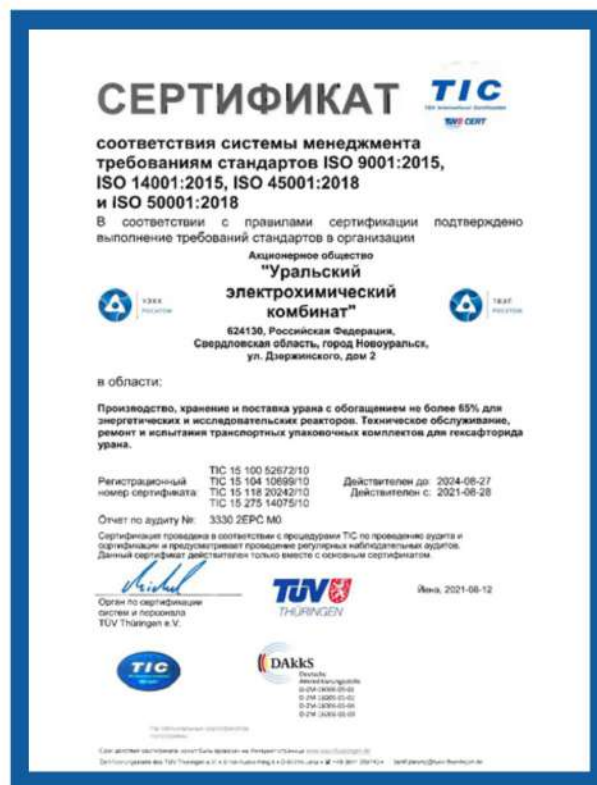 СЕРТИФИКАТ
TIC
TÜV CERT
соответствия системы менеджмента
требованиям стандартов ISO 9001:2015,
ISO 14001:2015, ISO 45001:2018
и ISO 50001:2018
В соответствии с правилами сертификации подтверждено
выполнение требований стандартов в организации
Акционерное общество
"Уральский
электрохимический
комбинат"
УЭХК
РОСАТОМ
ТВЭЛ
РОСАТОМ
624130, Российская Федерация,
Свердловская область, город Новоуральск,
ул. Дзержинского, дом 2
в области:
Производство, хранение и поставка урана с обогащением не более 65% для
энергетических и исследовательских реакторов. Техническое обслуживание,
ремонт и испытания транспортных упаковочных комплектов для гексафторида
урана.
Регистрационный
номер сертификата:
TIC 15 100 52672/10
TIC 15 104 10699/10
TIC 15 118 20242/10
TIC 15 275 14075/10
Действителен до: 2024-08-27
Действителен с: 2021-08-28
Отчет по аудиту №: 3330 2EPC M0
Сертификация проведена в соответствии с процедурами TIC по проведению аудита и
сертификации и предусматривает проведение регулярных наблюдательных аудитов.
Данный сертификат действителен только вместе с основным сертификатом.
Орган по сертификации
систем и персонала
TÜV Thüringen e.V.
TÜV
THÜRINGEN
Йена, 2021-08-12
TIC
DAkkS
Deutsche
Akkreditierungsstelle